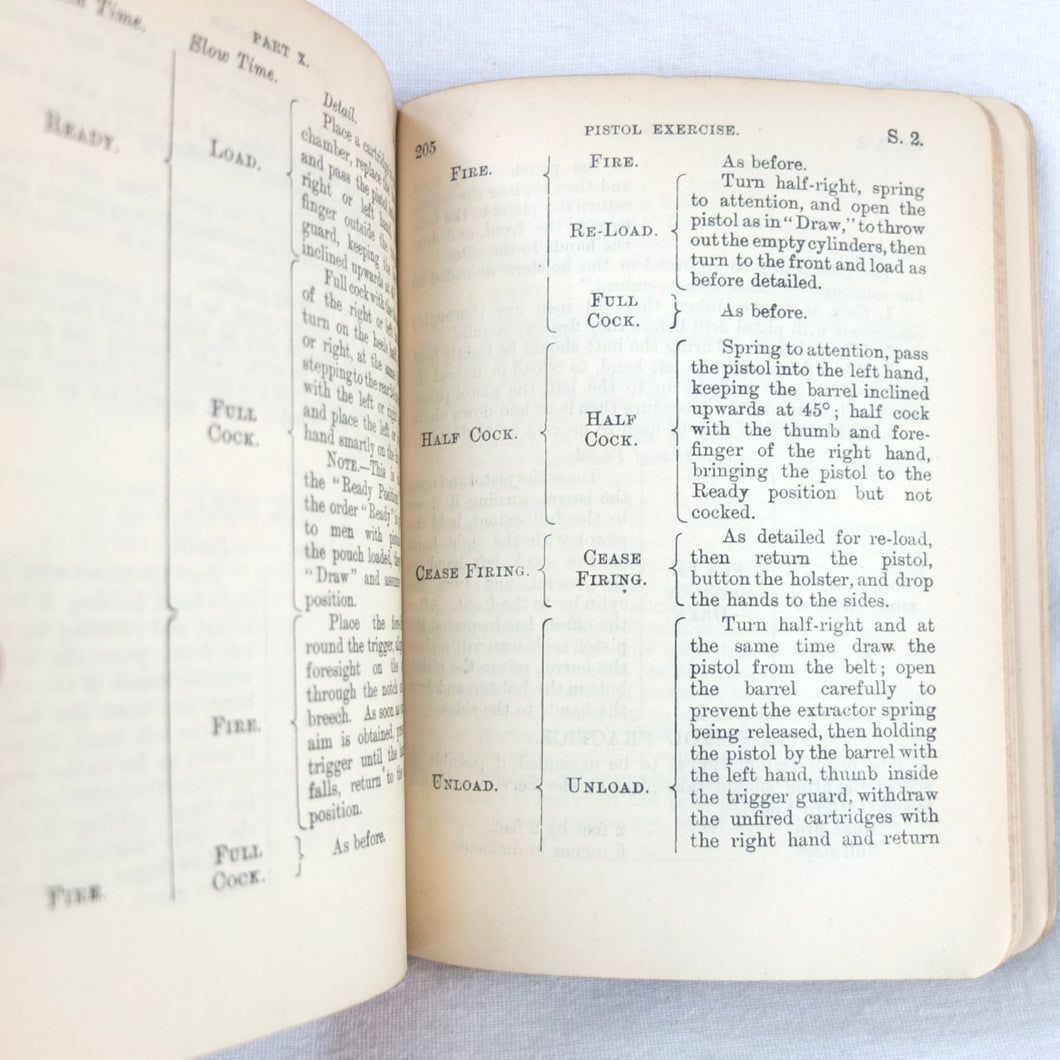 Time.
PART X.
Slow Time.
Detail.
READY.
LOAD.
Place a cartridge
chamber, replace the
and pass the pistol
right or left hand
finger outside the
guard, keeping the
inclined upwards at
FULL
COCK.
Full cock with the
of the right or left
turn on the heels
or right, at the same
stepping to the rear
with the left or right
and place the left or
hand smartly on the
NOTE.—This is
the "Ready Position
the order "Ready"
to men with
the pouch loaded,
"Draw" and assume
position.
FIRE.
Place the
round the trigger,
foresight on the
through the notch
breech. As soon as
aim is obtained,
trigger until the
falls, return to the
position.
FIRE.
FULL
COCK.
As before.
205
PISTOL EXERCISE.
S. 2.
FIRE.
FIRE.
As before.
RE-LOAD.
Turn half-right, spring
to attention, and open the
pistol as in "Draw," to throw
out the empty cylinders, then
turn to the front and load as
before detailed.
FULL
COCK.
As before.
HALF COCK.
HALF
COCK.
Spring to attention, pass
the pistol into the left hand,
keeping the barrel inclined
upwards at 45°; half cock
with the thumb and fore-
finger of the right hand,
bringing the pistol to the
Ready position but not
cocked.
CEASE FIRING.
CEASE
FIRING.
As detailed for re-load,
then return the pistol,
button the holster, and drop
the hands to the sides.
UNLOAD.
UNLOAD.
Turn half-right and at
the same time draw the
pistol from the belt; open
the barrel carefully to
prevent the extractor spring
being released, then holding
the pistol by the barrel with
the left hand, thumb inside
the trigger guard, withdraw
the unfired cartridges with
the right hand and return